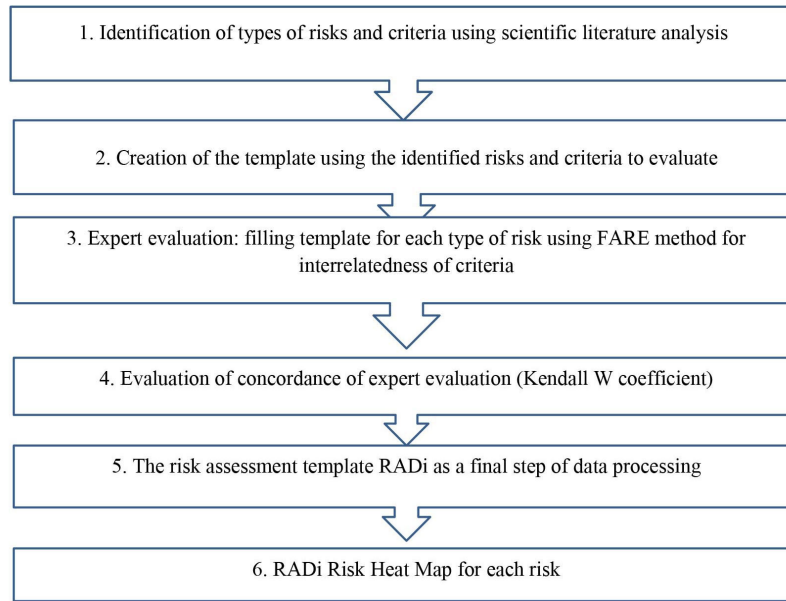 1. Identification of types of risks and criteria using scientific literature analysis
2. Creation of the template using the identified risks and criteria to evaluate
3. Expert evaluation: filling template for each type of risk using FARE method for
interrelatedness of criteria
4. Evaluation of concordance of expert evaluation (Kendall W coefficient)
5. The risk assessment template RADi as a final step of data processing
6. RADi Risk Heat Map for each risk